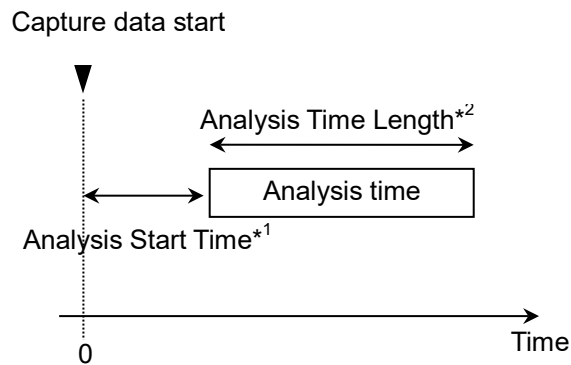 Capture data start
Analysis Time Length*2
Analysis time
Analysis Start Time*1
0
Time